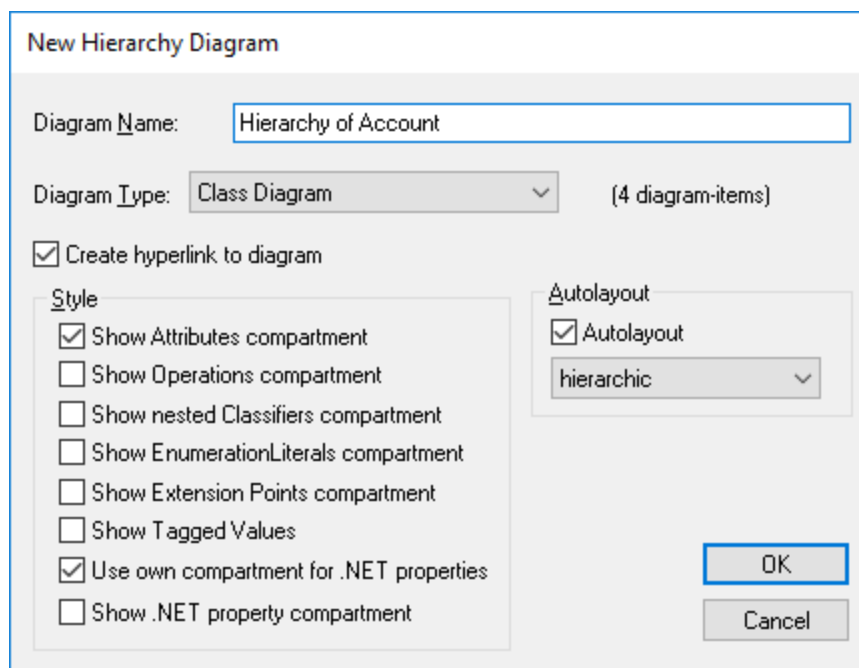 New Hierarchy Diagram
Diagram Name: Hierarchy of Account
Diagram Type: Class Diagram (4 diagram-items)
Create hyperlink to diagram
Style
Show Attributes compartment
Show Operations compartment
Show nested Classifiers compartment
Show EnumerationLiterals compartment
Show Extension Points compartment
Show Tagged Values
Use own compartment for .NET properties
Show .NET property compartment
Autolayout
Autolayout
hierarchic
OK
Cancel